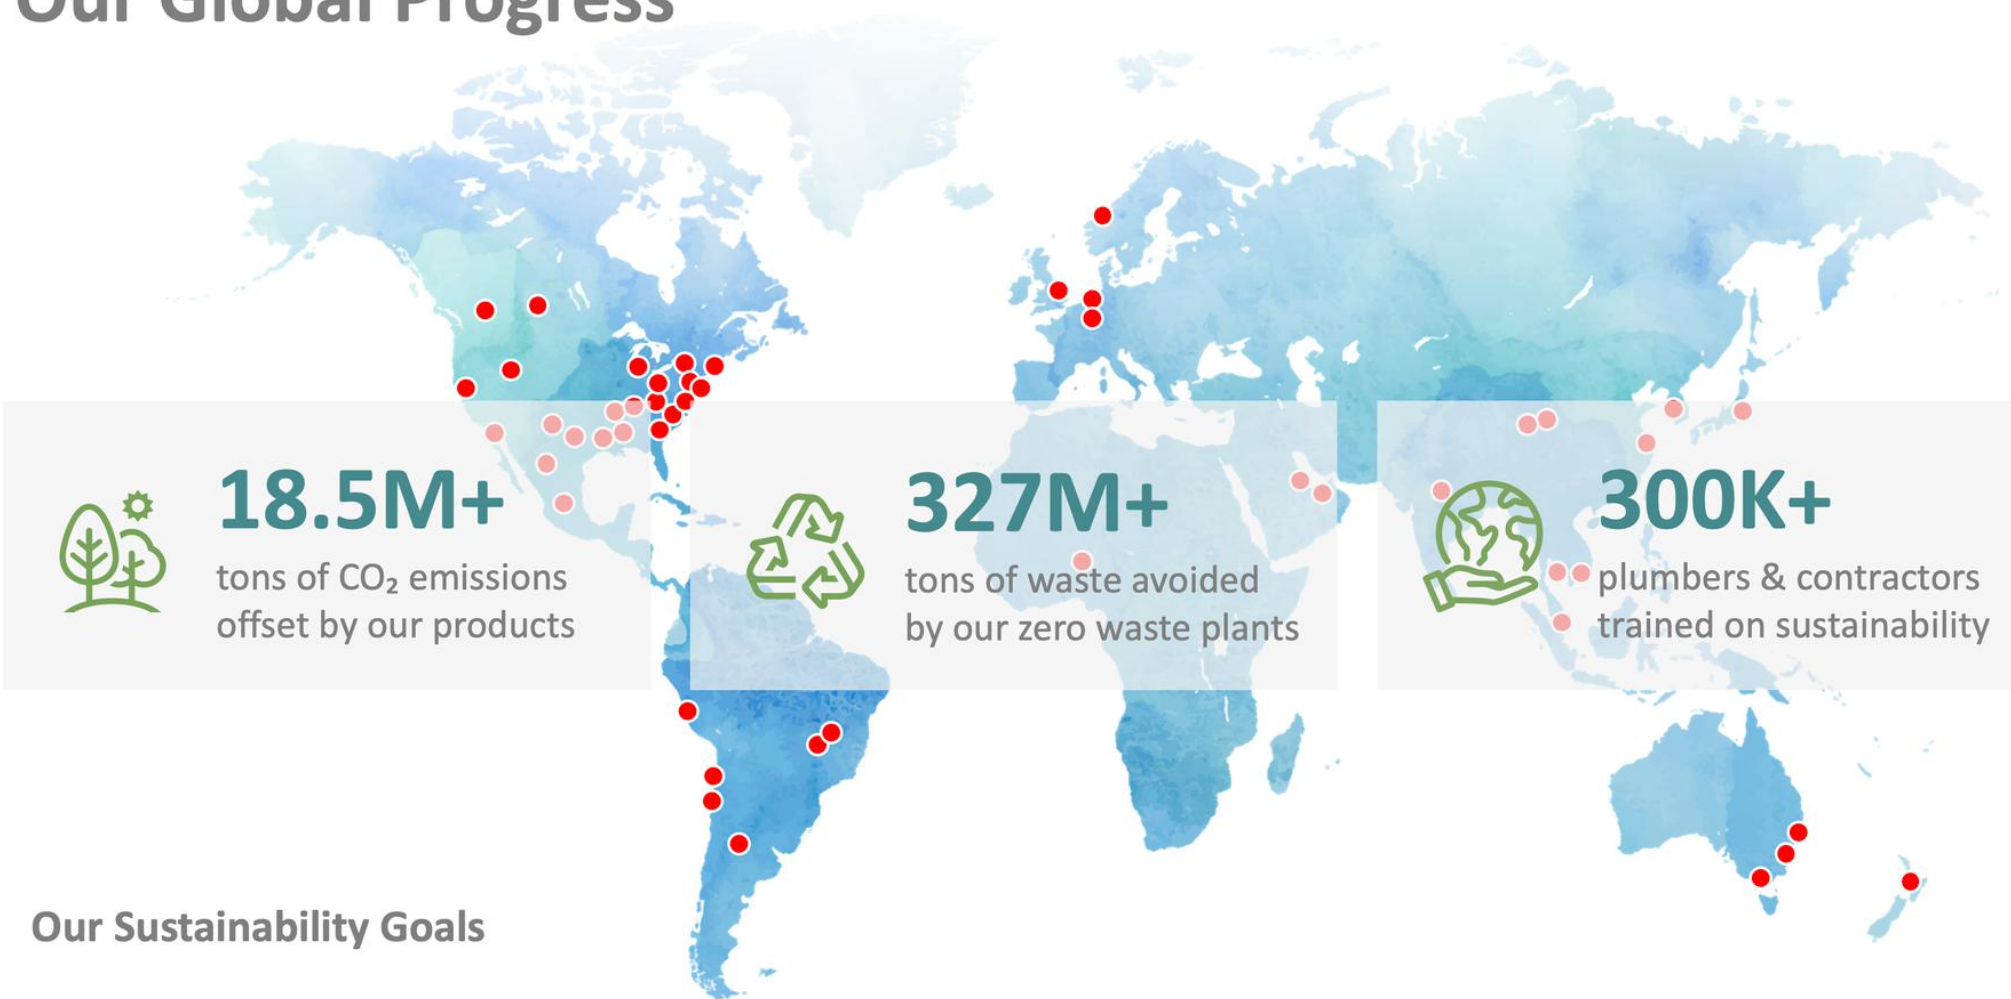 Our Global Progress
18.5M+
tons of CO₂ emissions
offset by our products
327M+
tons of waste avoided
by our zero waste plants
300K+
plumbers & contractors
trained on sustainability
Our Sustainability Goals